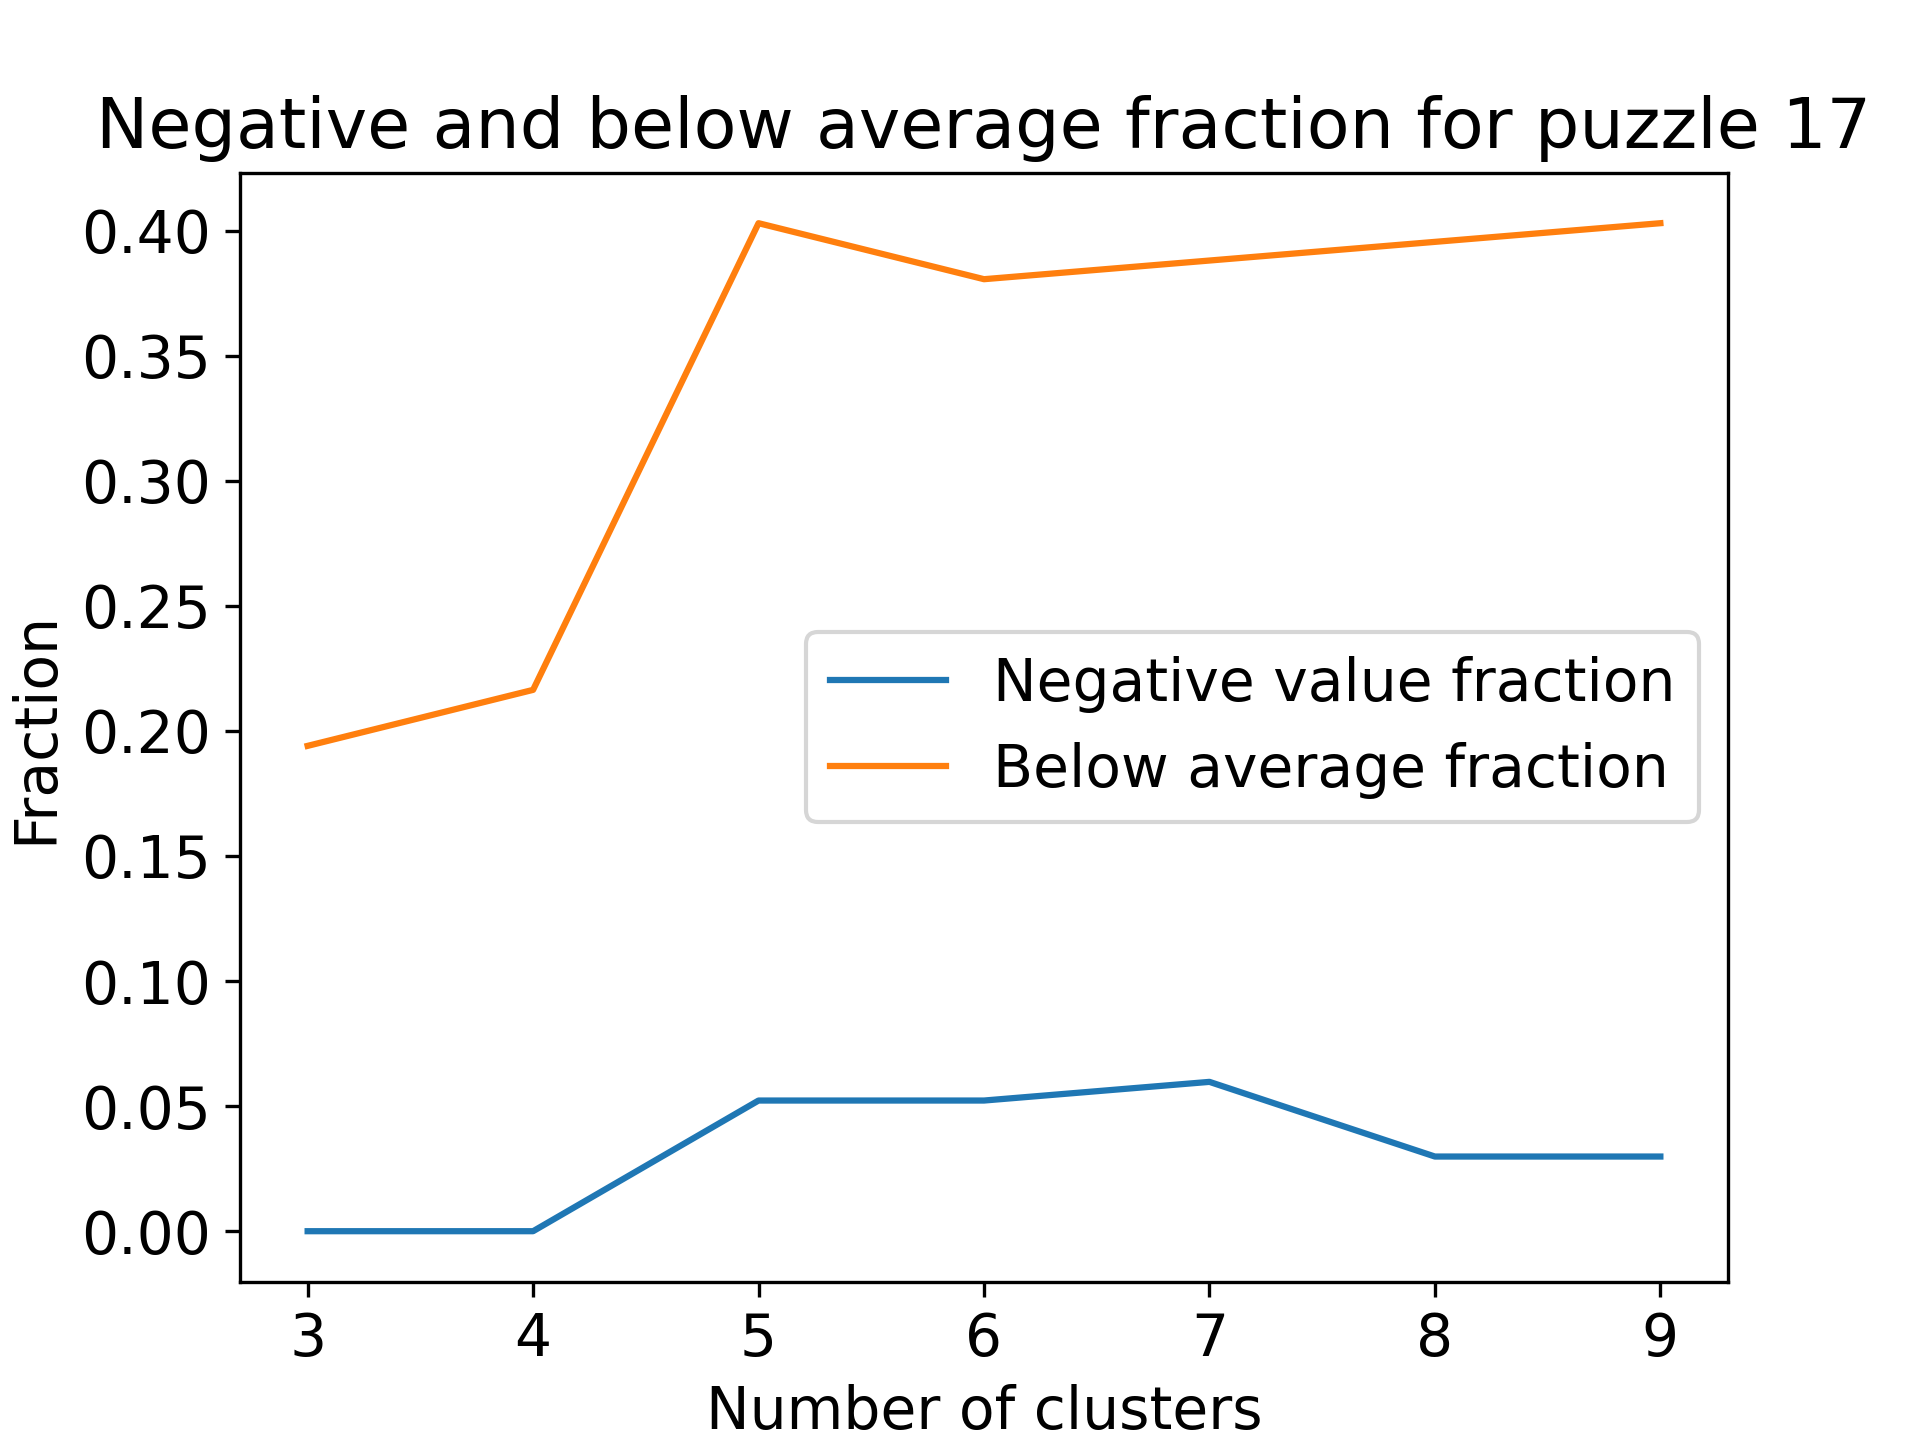 Negative and below average fraction for puzzle 17
0.40
0.35
0.30
0.25
0.20
0.15
0.10
0.05
0.00
Fraction
Negative value fraction
Below average fraction
3 4 5 6 7 8 9
Number of clusters